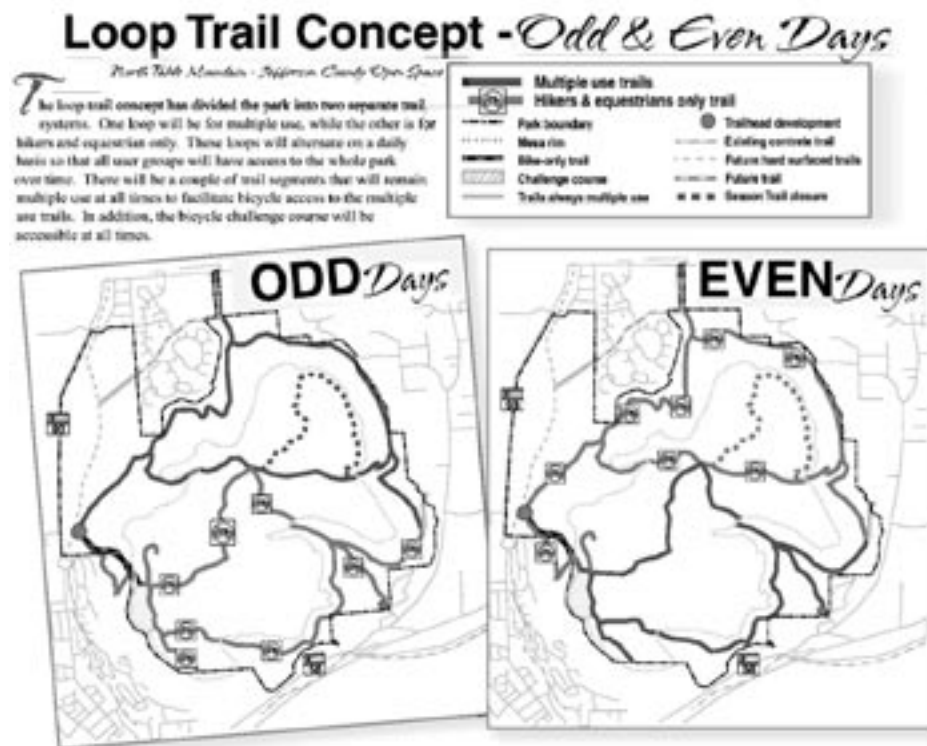 Loop Trail Concept - Odd & Even Days
North Table Mountain - Jefferson County Open Space
The loop trail concept has divided the park into two separate trail
systems. One loop will be for multiple use, while the other is for
hikers and equestrian only. These loops will alternate on a daily
basis so that all user groups will have access to the whole park
over time. There will be a couple of trail segments that will remain
multiple use at all times to facilitate bicycle access to the multiple
use trails. In addition, the bicycle challenge course will be
accessible at all times.
Multiple use trails
Hikers & equestrians only trail
Park boundary
Mesa rim
Bike-only trail
Challenge course
Trails always multiple use
Trailhead development
Existing concrete trail
Future hard surfaced trails
Future trail
Season Trail closure
ODD Days
EVEN Days